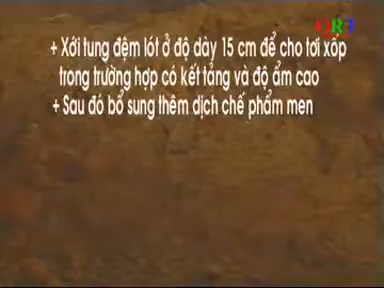 + Xới tung đệm lót ở độ dày 15 cm để cho tơi xốp
trong trường hợp có kết tảng và độ ẩm cao
+ Sau đó bổ sung thêm dịch chế phẩm men